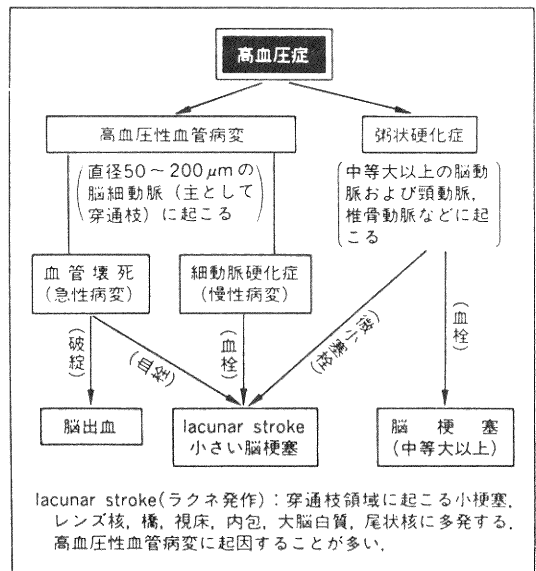 高血圧症
高血圧性血管病変
粥状硬化症
直径50～200μmの
脳細動脈（主として
穿通枝）に起こる
中等大以上の脳動
脈および頸動脈，
椎骨動脈などに起
こる
血管壊死
（急性病変）
細動脈硬化症
（慢性病変）
（破綻）
（血栓）
（血栓）
（微小塞栓）
（血栓）
脳出血
lacunar stroke
小さい脳梗塞
脳梗塞
（中等大以上）
lacunar stroke（ラクネ発作）：穿通枝領域に起こる小梗塞．
レンズ核，橋，視床，内包，大脳白質，尾状核に多発する．
高血圧性血管病変に起因することが多い．